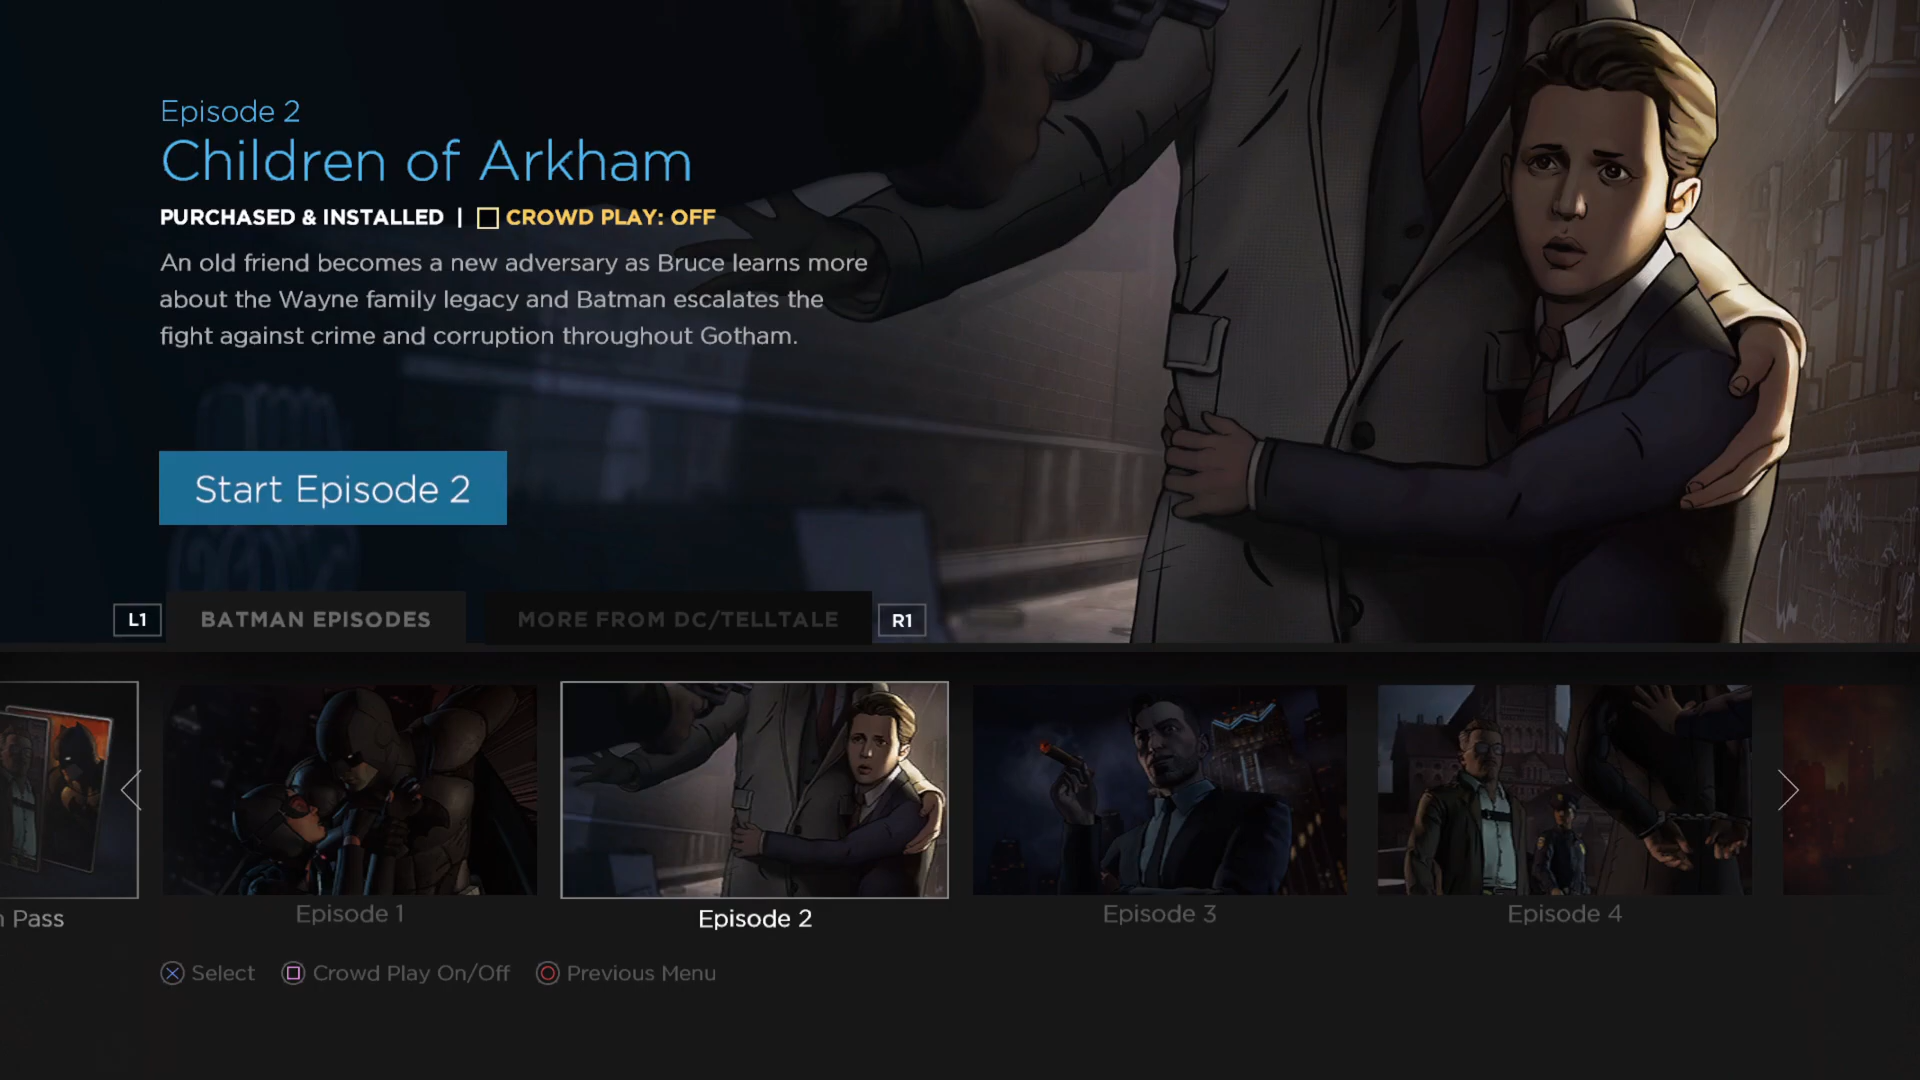 Episode 2
Children of Arkham
PURCHASED & INSTALLED | CROWD PLAY: OFF
An old friend becomes a new adversary as Bruce learns more
about the Wayne family legacy and Batman escalates the
fight against crime and corruption throughout Gotham.
Start Episode 2
L1 BATMAN EPISODES MORE FROM DC/TELLTALE R1
Pass Episode 1 Episode 2 Episode 3 Episode 4
Select Crowd Play On/Off Previous Menu